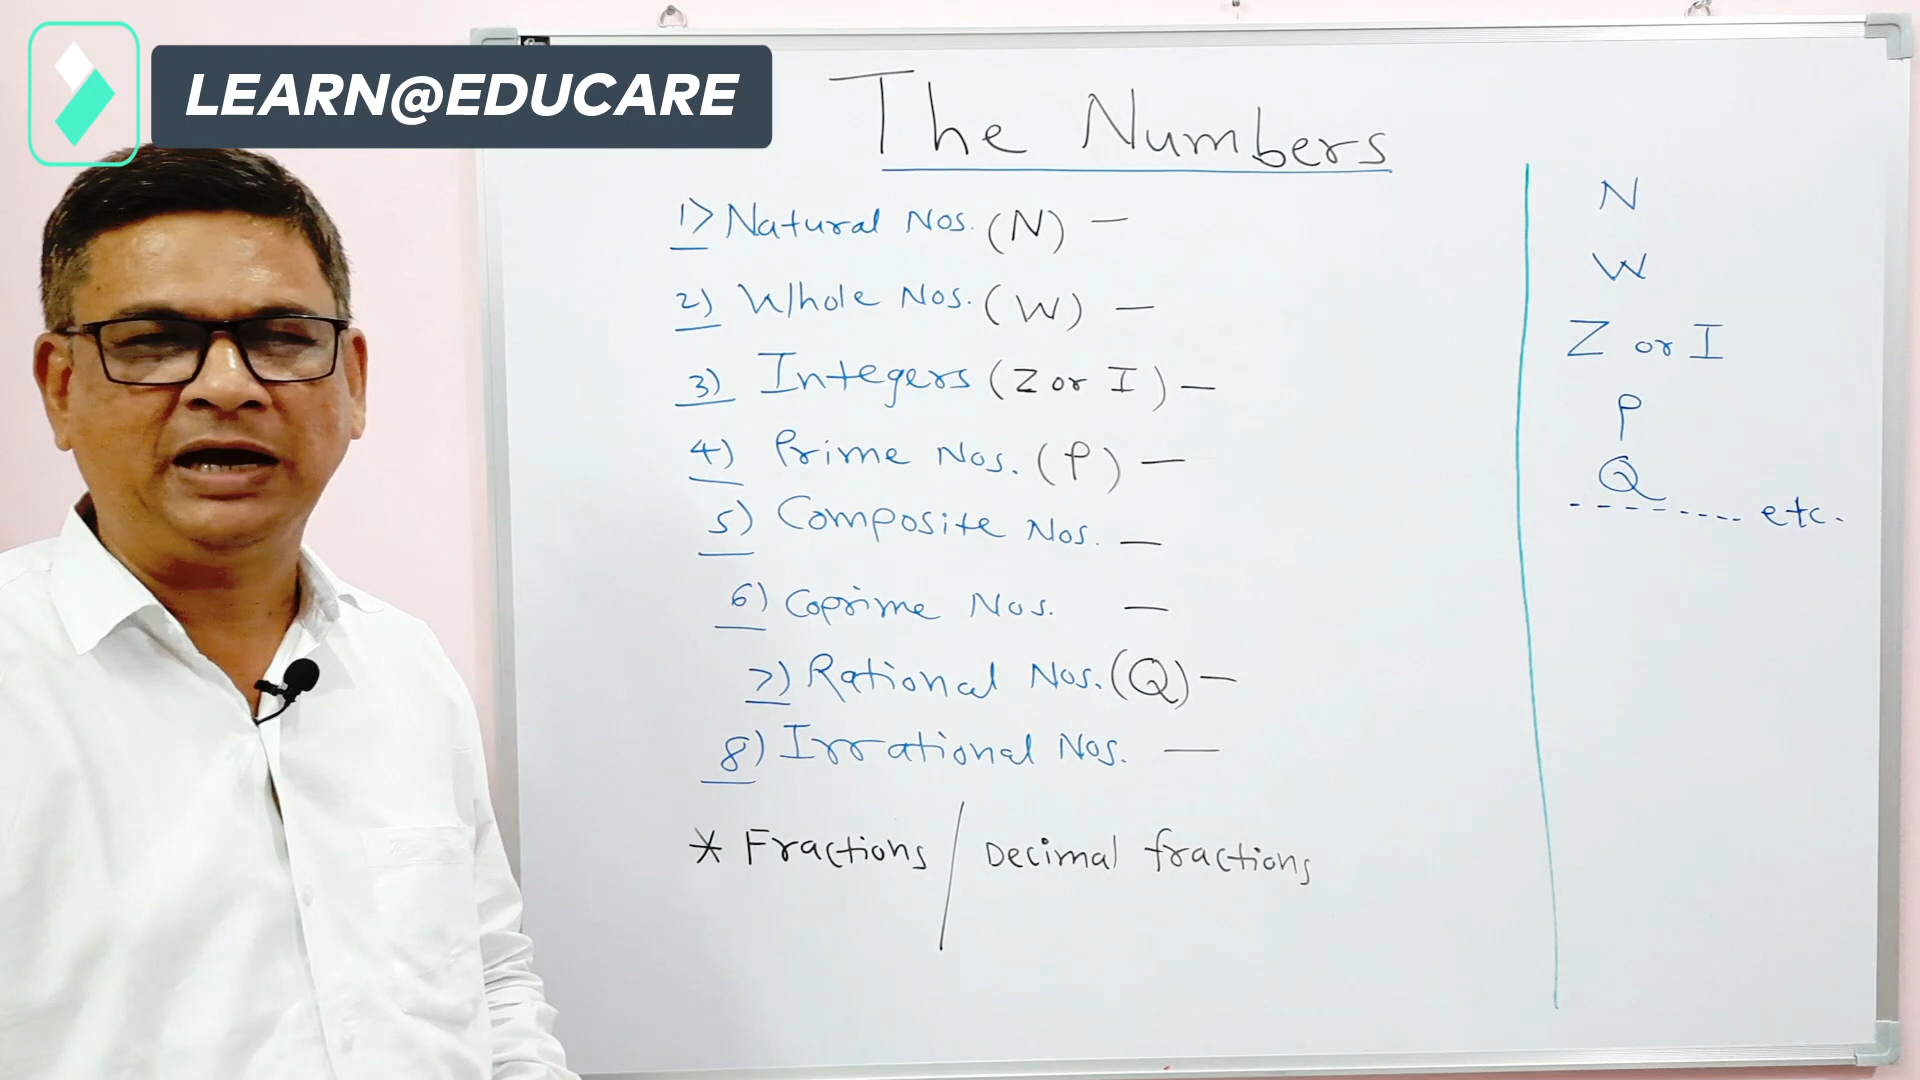 LEARN@EDUCARE
The Numbers
1) Natural Nos. (N) —
2) Whole Nos. (W) —
3) Integers (Z or I) —
4) Prime Nos. (P) —
5) Composite Nos. —
6) Coprime Nos. —
7) Rational Nos. (Q) —
8) Irrational Nos. —
* Fractions / Decimal fractions
N
W
Z or I
P
Q
-------- etc.